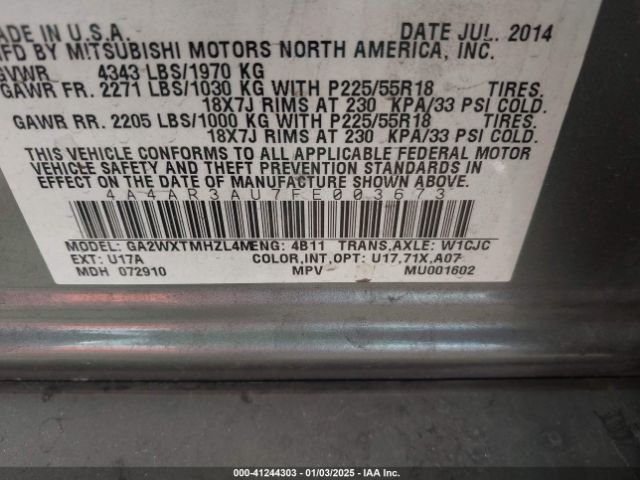 MADE IN U.S.A. DATE JUL. 2014
MFD BY MITSUBISHI MOTORS NORTH AMERICA, INC.
GVWR 4343 LBS/1970 KG
GAWR FR. 2271 LBS/1030 KG WITH P225/55R18 TIRES.
18X7J RIMS AT 230 KPA/33 PSI COLD.
GAWR RR. 2205 LBS/1000 KG WITH P225/55R18 TIRES.
18X7J RIMS AT 230 KPA/33 PSI COLD.
THIS VEHICLE CONFORMS TO ALL APPLICABLE FEDERAL MOTOR
VEHICLE SAFETY AND THEFT PREVENTION STANDARDS IN
EFFECT ON THE DATE OF MANUFACTURE SHOWN ABOVE.
4A4AR3AU7FE003673
MODEL: GA2WXTMHZL4M ENG: 4B11 TRANS,AXLE: W1CJC
EXT: U17A COLOR,INT,OPT: U17,71X,A07
MDH 072910 MPV MU001602
© - 41244303 - 01/03/2025 - IAA Inc.